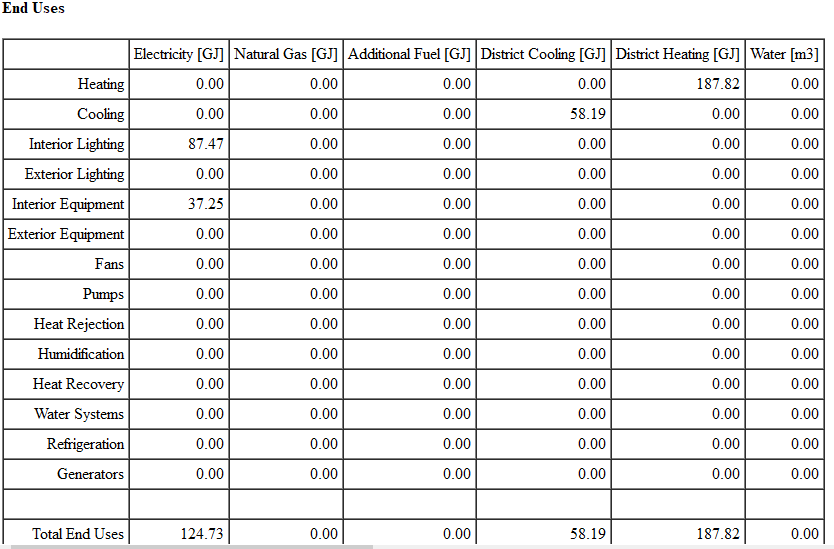 End Uses
Electricity [GJ] Natural Gas [GJ] Additional Fuel [GJ] District Cooling [GJ] District Heating [GJ] Water [m3]
Heating 0.00 0.00 0.00 0.00 187.82 0.00
Cooling 0.00 0.00 0.00 58.19 0.00 0.00
Interior Lighting 87.47 0.00 0.00 0.00 0.00 0.00
Exterior Lighting 0.00 0.00 0.00 0.00 0.00 0.00
Interior Equipment 37.25 0.00 0.00 0.00 0.00 0.00
Exterior Equipment 0.00 0.00 0.00 0.00 0.00 0.00
Fans 0.00 0.00 0.00 0.00 0.00 0.00
Pumps 0.00 0.00 0.00 0.00 0.00 0.00
Heat Rejection 0.00 0.00 0.00 0.00 0.00 0.00
Humidification 0.00 0.00 0.00 0.00 0.00 0.00
Heat Recovery 0.00 0.00 0.00 0.00 0.00 0.00
Water Systems 0.00 0.00 0.00 0.00 0.00 0.00
Refrigeration 0.00 0.00 0.00 0.00 0.00 0.00
Generators 0.00 0.00 0.00 0.00 0.00 0.00
Total End Uses 124.73 0.00 0.00 58.19 187.82 0.00